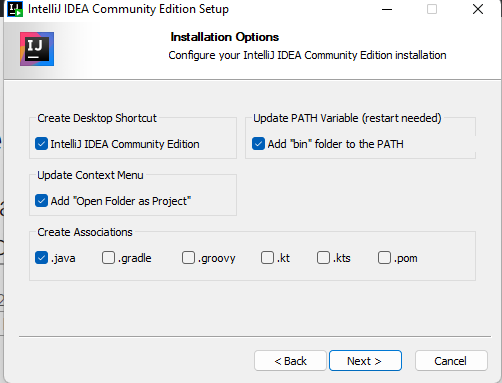 IntelliJ IDEA Community Edition Setup
IJ
Installation Options
Configure your IntelliJ IDEA Community Edition installation
Create Desktop Shortcut
IntelliJ IDEA Community Edition
Update PATH Variable (restart needed)
Add "bin" folder to the PATH
Update Context Menu
Add "Open Folder as Project"
Create Associations
.java .gradle .groovy .kt .kts .pom
< Back Next > Cancel